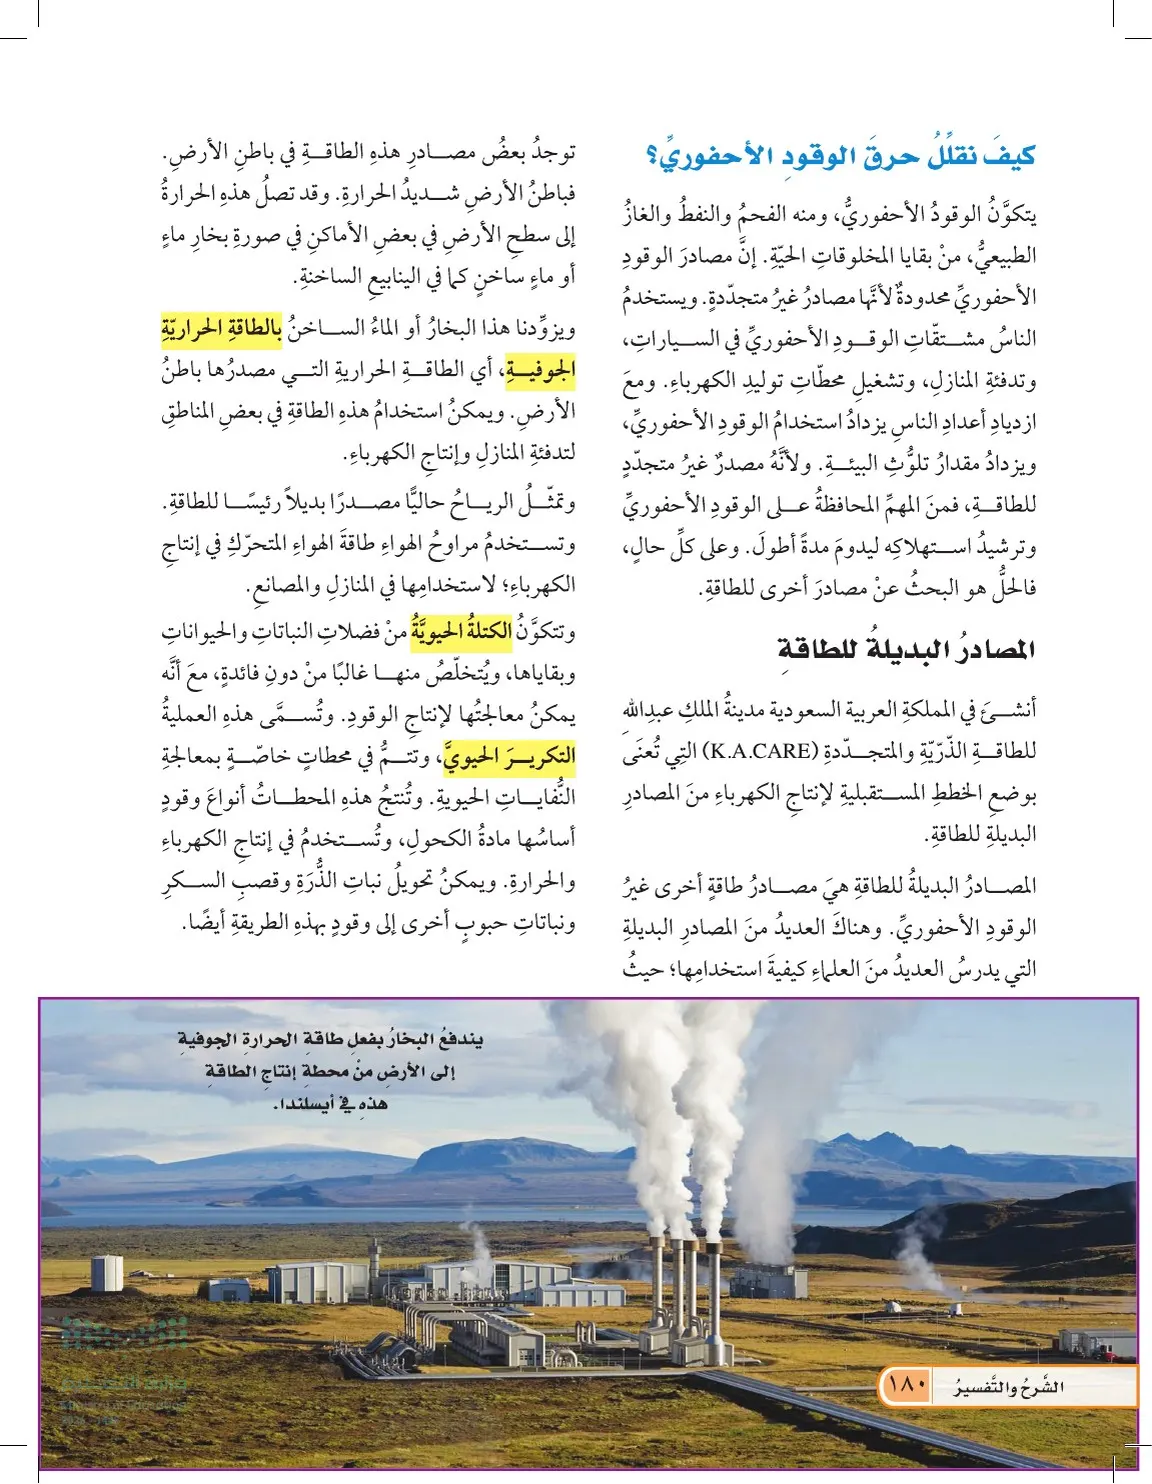 كيفَ نقلِّلُ حرقَ الوقودِ الأحفوريِّ؟
يتكوَّنُ الوقودُ الأحفوريُّ، ومنه الفحمُ والنفطُ والغازُ
الطبيعيُّ، منْ بقايا المخلوقاتِ الحيّةِ. إنَّ مصادرَ الوقودِ
الأحفوريِّ محدودةٌ لأنَّها مصادرُ غيرُ متجدّدةٍ. ويستخدمُ
الناسُ مشتقّاتِ الوقودِ الأحفوريِّ في السياراتِ،
وتدفئةِ المنازلِ، وتشغيلِ محطّاتِ توليدِ الكهرباءِ. ومعَ
ازديادِ أعدادِ الناسِ يزدادُ استخدامُ الوقودِ الأحفوريِّ،
ويزدادُ مقدارُ تلوُّثِ البيئةِ. ولأنَّهُ مصدرٌ غيرُ متجدّدٍ
للطاقةِ، فمنَ المهمِّ المحافظةُ على الوقودِ الأحفوريِّ
وترشيدُ استهلاكِه ليدومَ مدةً أطولَ. وعلى كلِّ حالٍ،
فالحلُّ هو البحثُ عنْ مصادرَ أخرى للطاقةِ.
المصادرُ البديلةُ للطاقةِ
أنشئَ في المملكةِ العربية السعودية مدينةُ الملكِ عبدِاللهِ
للطاقةِ الذّرّيّةِ والمتجدّدةِ (K.A.CARE) التِي تُعنَى
بوضعِ الخططِ المستقبليةِ لإنتاجِ الكهرباءِ منَ المصادرِ
البديلةِ للطاقةِ.
المصادرُ البديلةُ للطاقةِ هيَ مصادرُ طاقةٍ أخرى غيرُ
الوقودِ الأحفوريِّ. وهناكَ العديدُ منَ المصادرِ البديلةِ
التي يدرسُ العديدُ منَ العلماءِ كيفيةَ استخدامِها؛ حيثُ
توجدُ بعضُ مصادرِ هذهِ الطاقةِ في باطنِ الأرضِ.
فباطنُ الأرضِ شديدُ الحرارةِ. وقد تصلُ هذهِ الحرارةُ
إلى سطحِ الأرضِ في بعضِ الأماكنِ في صورةِ بخارِ ماءٍ
أو ماءٍ ساخنٍ كما في الينابيعِ الساخنةِ.
ويزوِّدنا هذا البخارُ أو الماءُ الساخنُ بالطاقةِ الحراريّةِ
الجوفيةِ، أي الطاقةِ الحراريةِ التي مصدرُها باطنُ
الأرضِ. ويمكنُ استخدامُ هذهِ الطاقةِ في بعضِ المناطقِ
لتدفئةِ المنازلِ وإنتاجِ الكهرباءِ.
وتمثّلُ الرياحُ حاليًّا مصدرًا بديلاً رئيسًا للطاقةِ.
وتستخدمُ مراوحُ الهواءِ طاقةَ الهواءِ المتحرّكِ في إنتاجِ
الكهرباءِ؛ لاستخدامِها في المنازلِ والمصانعِ.
وتتكوَّنُ الكتلةُ الحيويَّةُ منْ فضلاتِ النباتاتِ والحيواناتِ
وبقاياها، ويُتخلّصُ منها غالبًا منْ دونِ فائدةٍ، معَ أنَّه
يمكنُ معالجتُها لإنتاجِ الوقودِ. وتُسمَّى هذهِ العمليةُ
التكريرَ الحيويَّ، وتتمُّ في محطاتٍ خاصّةٍ بمعالجةِ
النُّفاياتِ الحيويةِ. وتُنتجُ هذهِ المحطاتُ أنواعَ وقودٍ
أساسُها مادةُ الكحولِ، وتُستخدمُ في إنتاجِ الكهرباءِ
والحرارةِ. ويمكنُ تحويلُ نباتِ الذُّرَةِ وقصبِ السكرِ
ونباتاتِ حبوبٍ أخرى إلى وقودٍ بهذهِ الطريقةِ أيضًا.
يندفعُ البخارُ بفعلِ طاقةِ الحرارةِ الجوفيةِ
إلى الأرضِ منْ محطةِ إنتاجِ الطاقةِ
هذهِ في أيسلندا.
الشَّرحُ والتَّفسيرُ ١٨٠